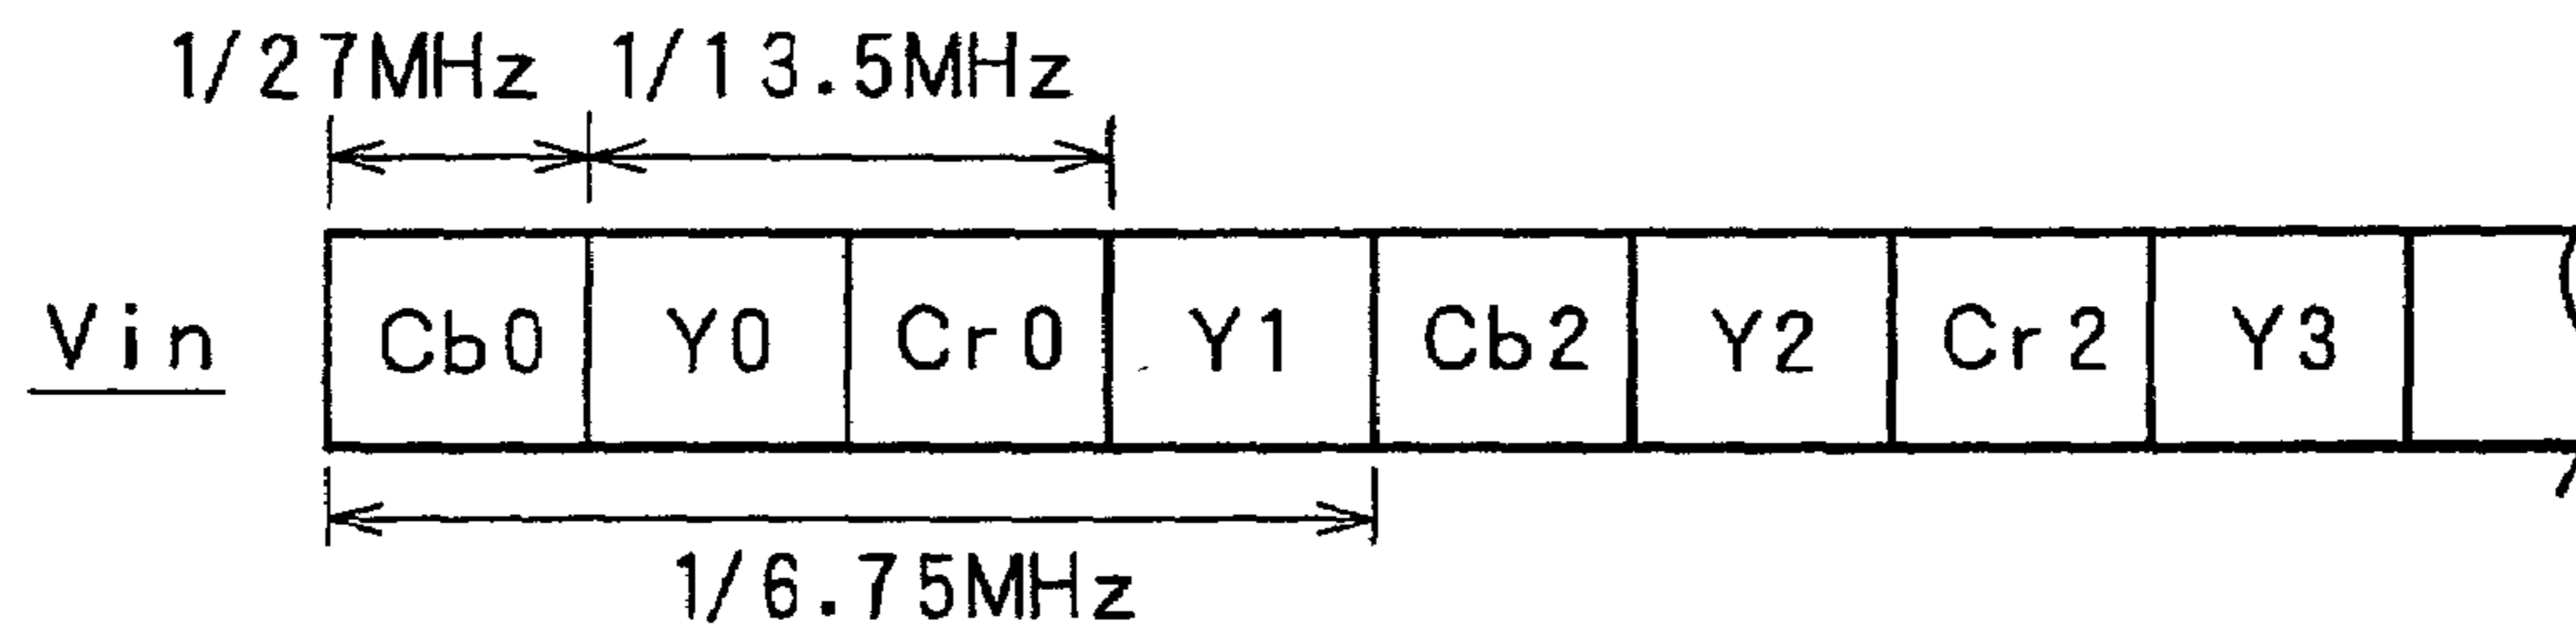 1/27MHz 1/13.5MHz
Vin Cb0 Y0 Cr0 Y1 Cb2 Y2 Cr2 Y3
1/6.75MHz